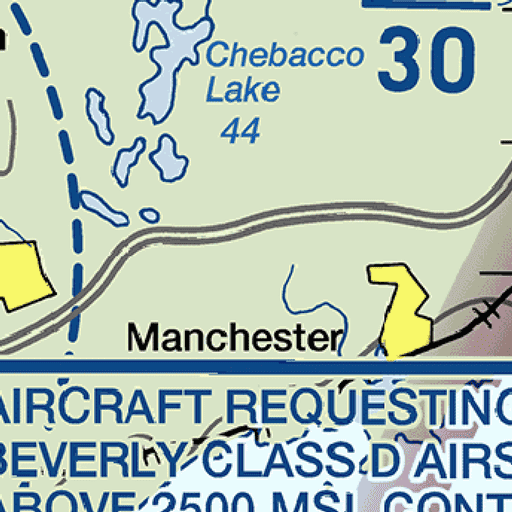 Chebacco
Lake
44
30
Manchester
AIRCRAFT REQUESTING
BEVERLY CLASS D AIRS
ABOVE 2500 MSL CONT